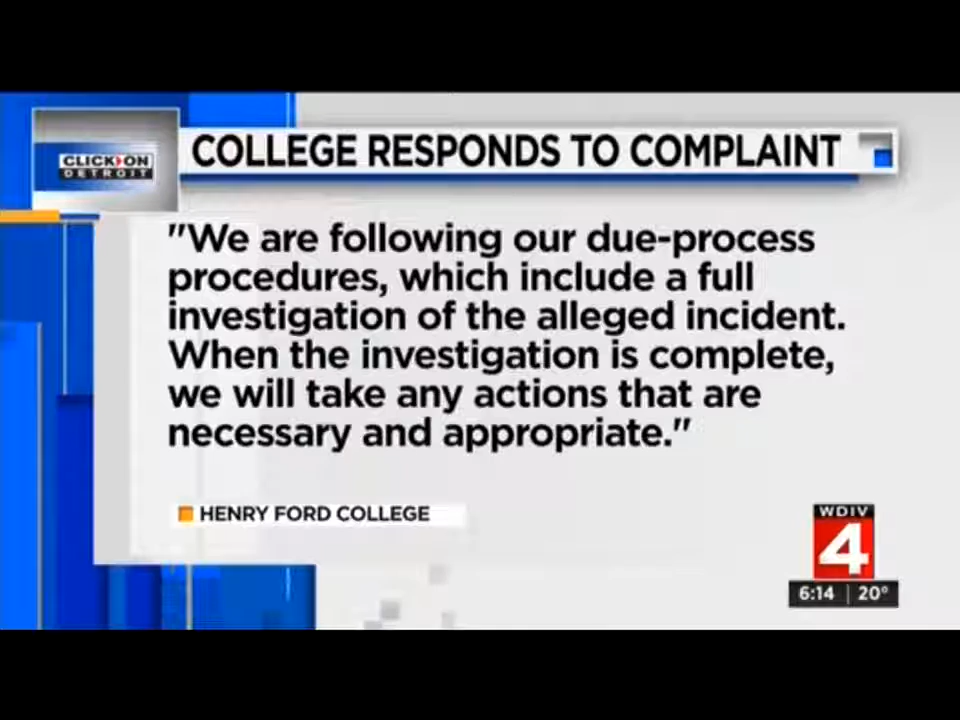 CLICK ON
DETROIT
COLLEGE RESPONDS TO COMPLAINT
"We are following our due-process
procedures, which include a full
investigation of the alleged incident.
When the investigation is complete,
we will take any actions that are
necessary and appropriate."
HENRY FORD COLLEGE
WDIV
4
6:14 20°